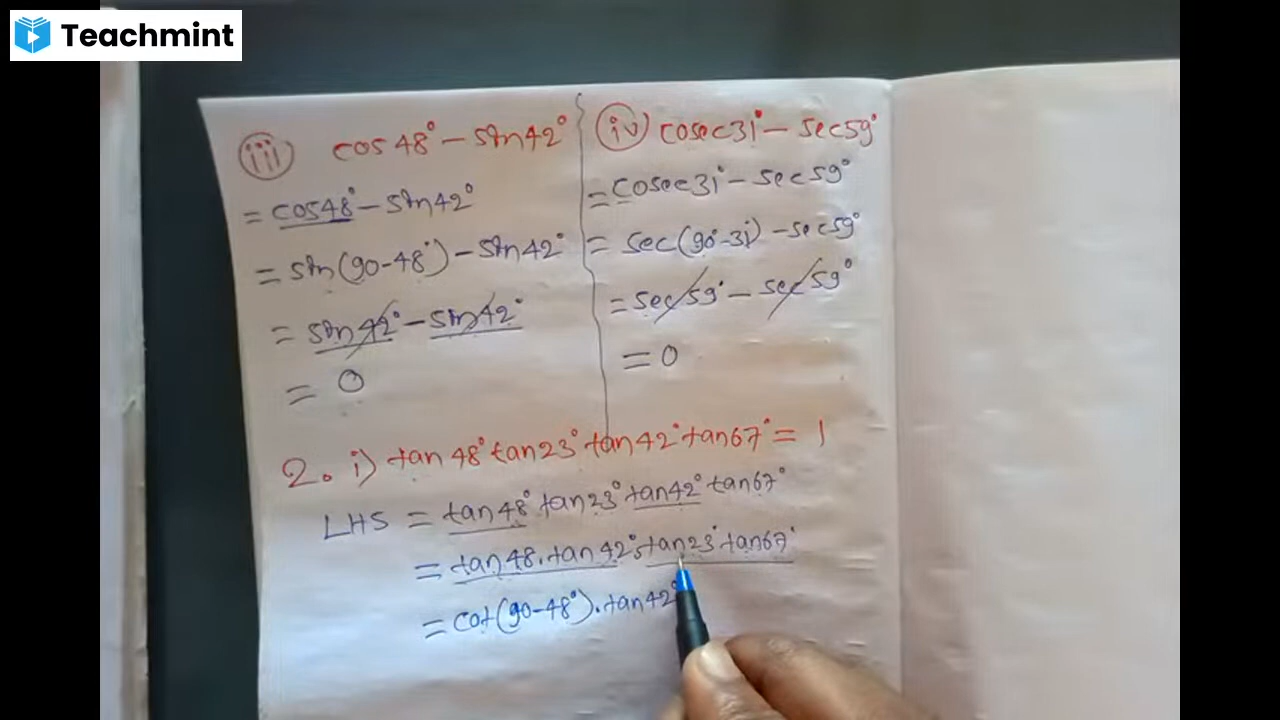 Teachmint
iii) cos 48° - sin 42°
= cos 48° - sin 42°
= sin(90 - 48°) - sin 42°
= sin 42° - sin 42°
= 0
iv) cosec 31° - sec 59°
= cosec 31° - sec 59°
= sec(90° - 31°) - sec 59°
= sec 59° - sec 59°
= 0
2. i) tan 48° tan 23° tan 42° tan 67° = 1
LHS = tan 48° tan 23° tan 42° tan 67°
= tan 48. tan 42°, tan 23° tan 67°
= cot(90 - 48°). tan 42°